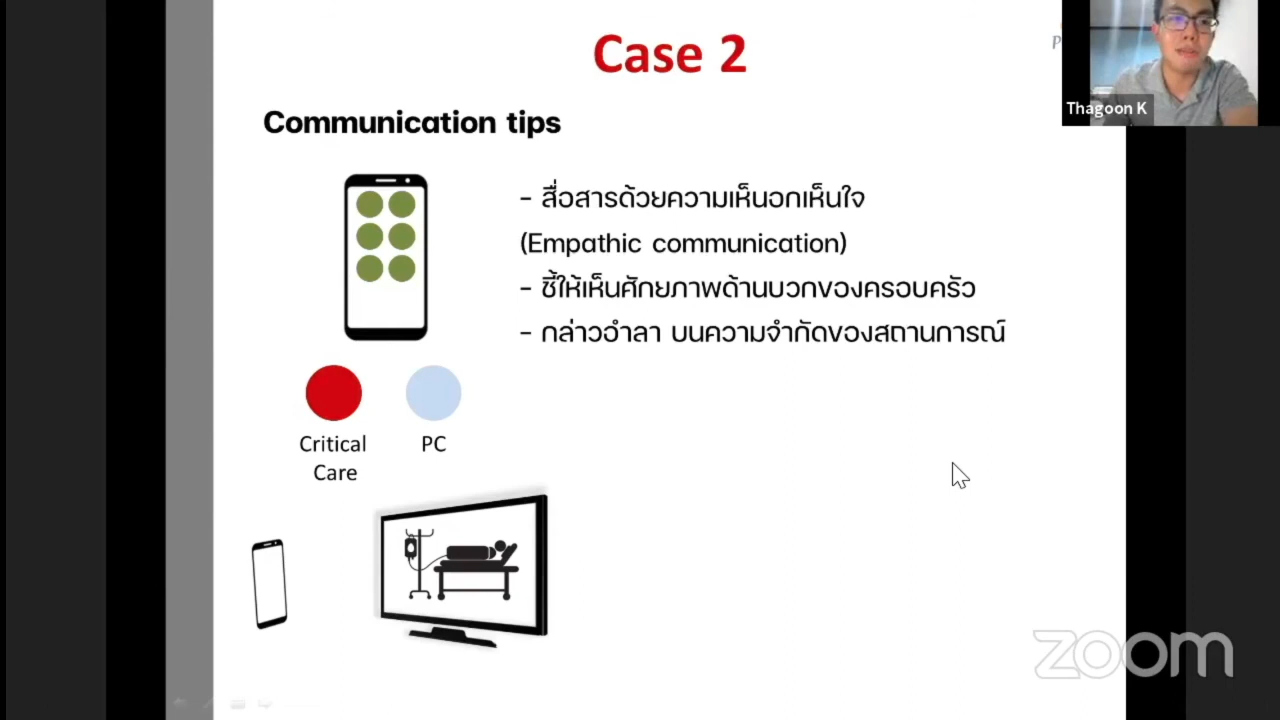 Case 2
Thagoon K
Communication tips
- สื่อสารด้วยความเห็นอกเห็นใจ
(Empathic communication)
- ชี้ให้เห็นศักยภาพด้านบวกของครอบครัว
- กล่าวอำลา บนความจำกัดของสถานการณ์
Critical
Care
PC
zoom